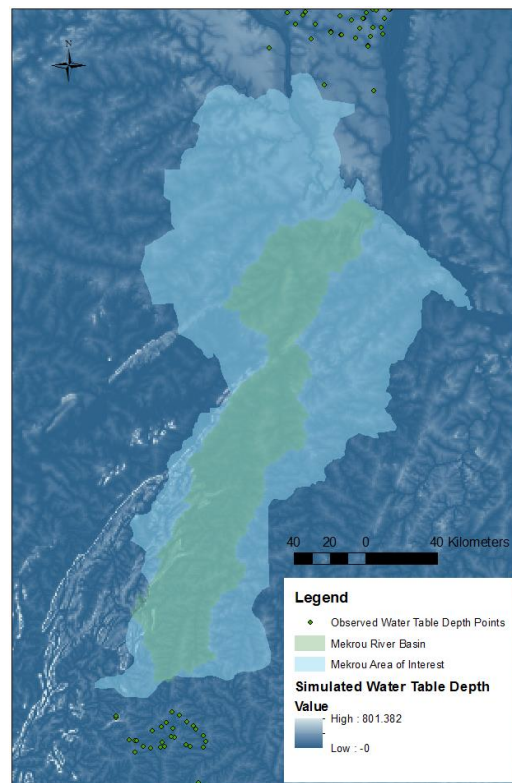 N
40 20 0 40 Kilometers
Legend
Observed Water Table Depth Points
Mekrou River Basin
Mekrou Area of Interest
Simulated Water Table Depth
Value
High : 801.382
Low : -0